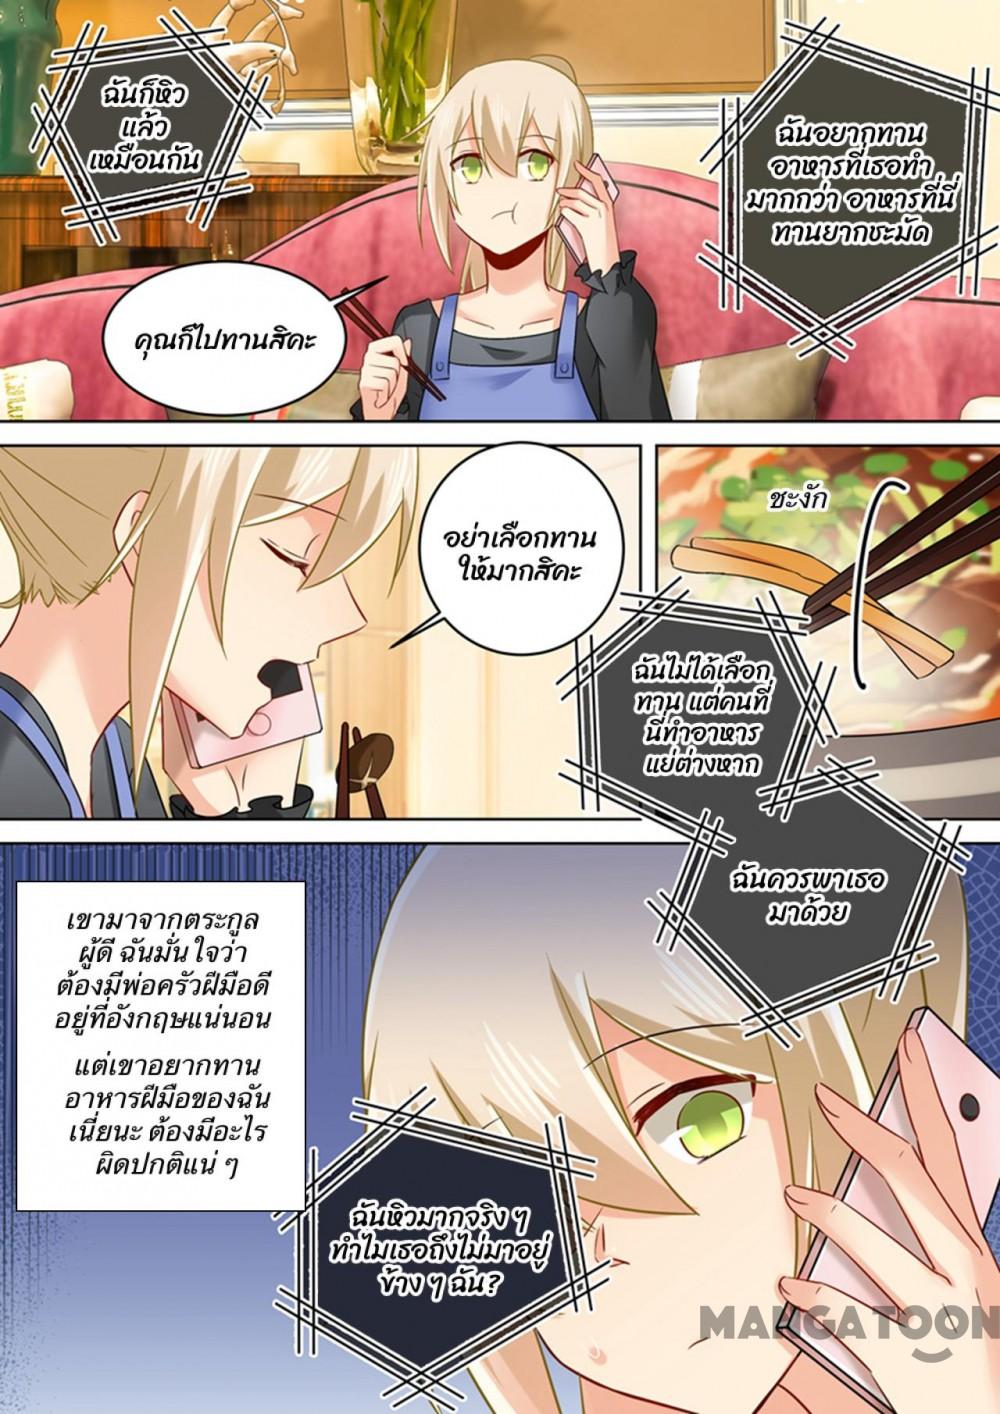 ฉันก็หิว
แล้ว
เหมือนกัน
ฉันอยากทาน
อาหารที่เธอทำ
มากกว่า อาหารที่นี่
ทานยากชะมัด
คุณก็ไปทานสิคะ
อย่าเลือกทาน
ให้มากสิคะ
ชะงัก
ฉันไม่ได้เลือก
ทาน แต่คนที่
นี่ทำอาหาร
แย่ต่างหาก
ฉันควรพาเธอ
มาด้วย
เขามาจากตระกูล
ผู้ดี ฉันมั่นใจว่า
ต้องมีพ่อครัวฝีมือดี
อยู่ที่อังกฤษแน่นอน
แต่เขาอยากทาน
อาหารฝีมือของฉัน
เนี่ยนะ ต้องมีอะไร
ผิดปกติแน่ ๆ
ฉันหิวมากจริง ๆ
ทำไมเธอถึงไม่มาอยู่
ข้าง ๆ ฉัน?
MANGATOON